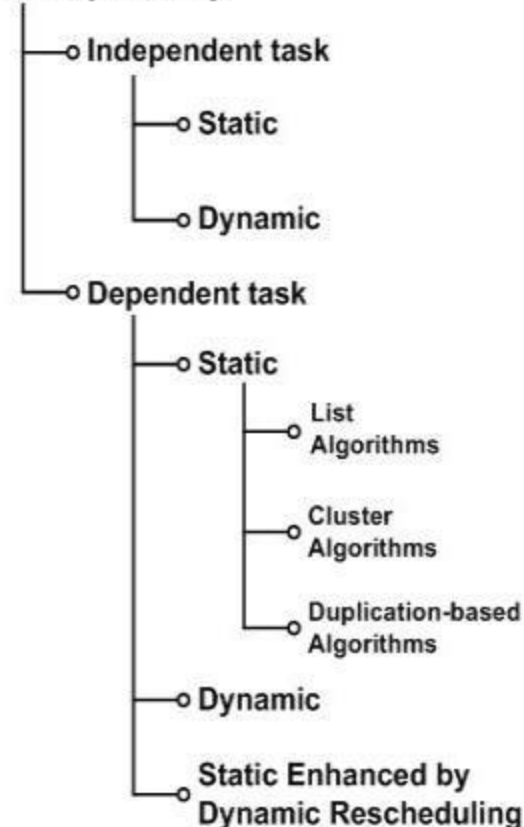 Independent task
Static
Dynamic
Dependent task
Static
List
Algorithms
Cluster
Algorithms
Duplication-based
Algorithms
Dynamic
Static Enhanced by
Dynamic Rescheduling